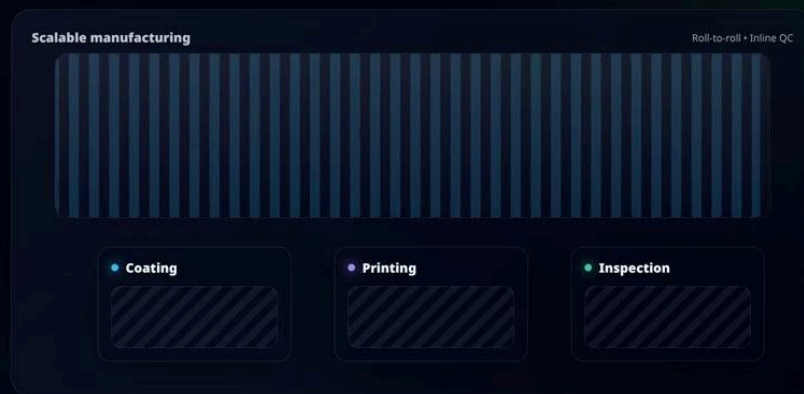 Scalable manufacturing
Roll-to-roll • Inline QC
Coating
Printing
Inspection